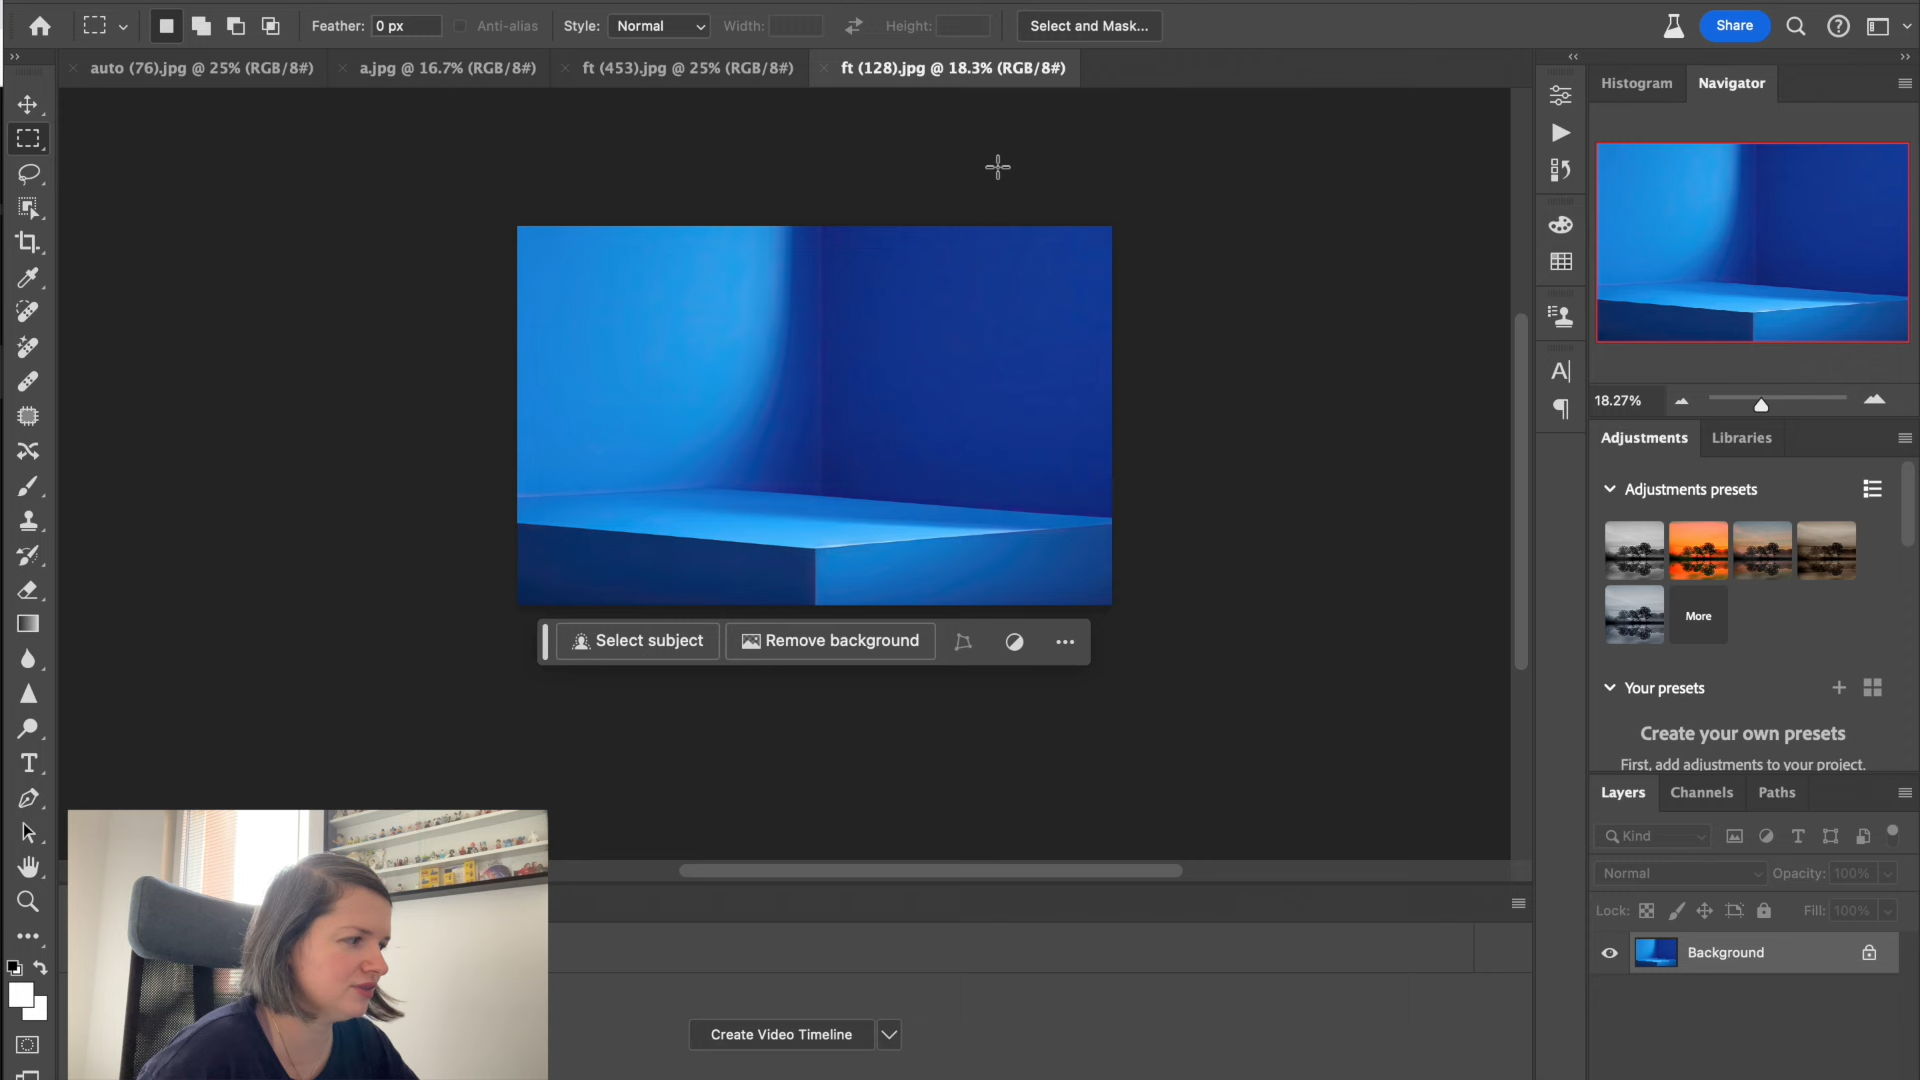 Feather: 0 px Anti-alias Style: Normal Width: Height: Select and Mask... Share
auto (76).jpg @ 25% (RGB/8#) a.jpg @ 16.7% (RGB/8#) ft (453).jpg @ 25% (RGB/8#) ft (128).jpg @ 18.3% (RGB/8#)
Histogram Navigator
18.27%
Adjustments Libraries
Adjustments presets
More
Your presets
Create your own presets
First, add adjustments to your project.
Select subject Remove background
Layers Channels Paths
Kind
Normal Opacity: 100%
Lock: Fill: 100%
Background
Create Video Timeline